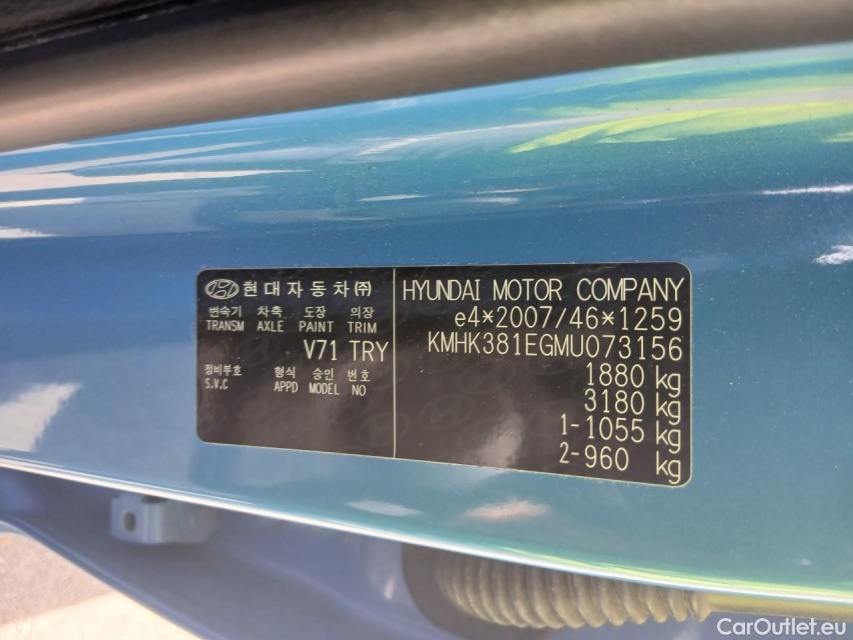 현대자동차㈜
변속기 차축 도장 의장
TRANSM AXLE PAINT TRIM
V71 TRY
정비부호 형식 승인 번호
S.V.C APPD MODEL NO
HYUNDAI MOTOR COMPANY
e4*2007/46*1259
KMHK381EGMU073156
1880 kg
3180 kg
1-1055 kg
2-960 kg
CarOutlet.eu